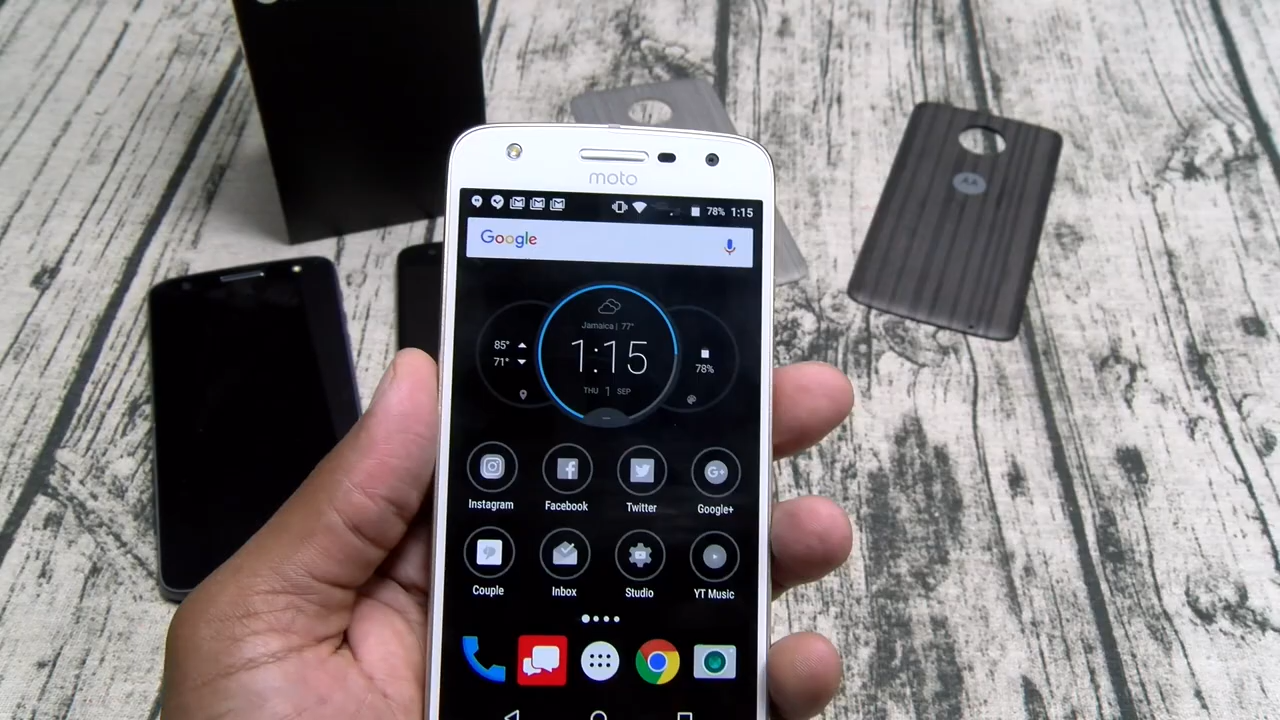 moto
78% 1:15
Google
Jamaica | 77°
85°
71°
1:15
THU 1 SEP
78%
Instagram
Facebook
Twitter
Google+
Couple
Inbox
Studio
YT Music